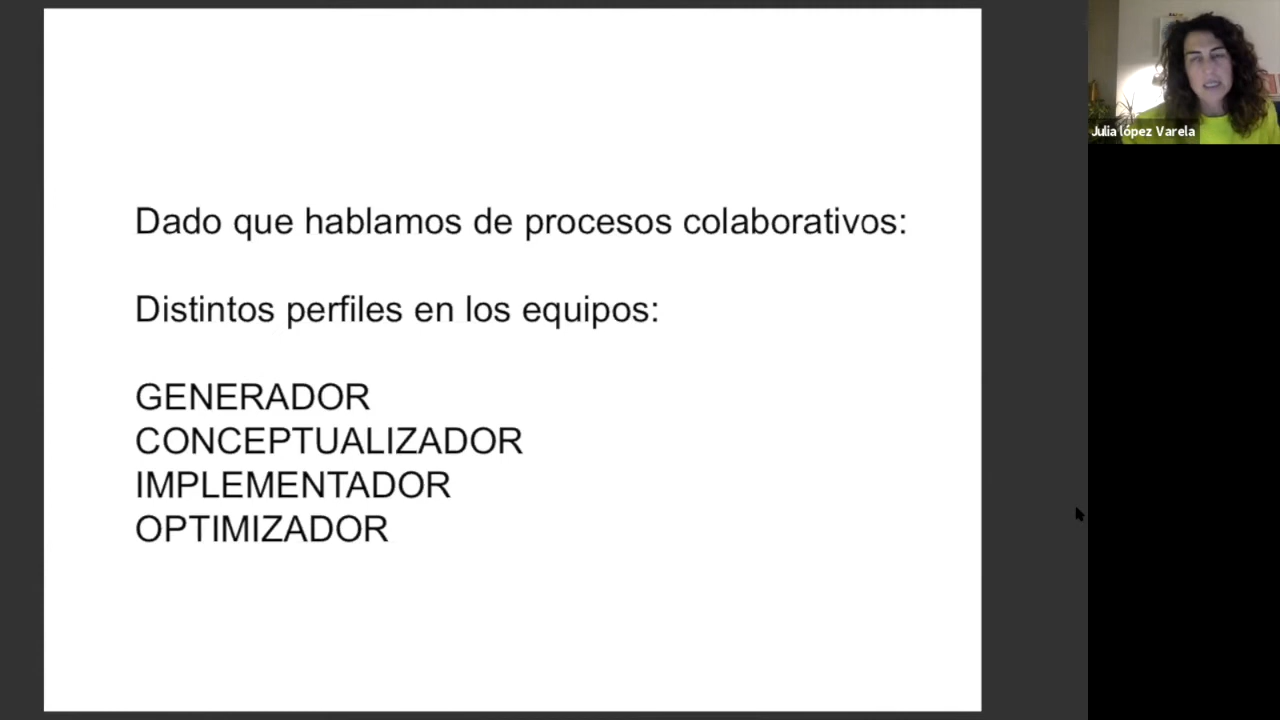 Dado que hablamos de procesos colaborativos:
Distintos perfiles en los equipos:
GENERADOR
CONCEPTUALIZADOR
IMPLEMENTADOR
OPTIMIZADOR
Julia lópez Varela